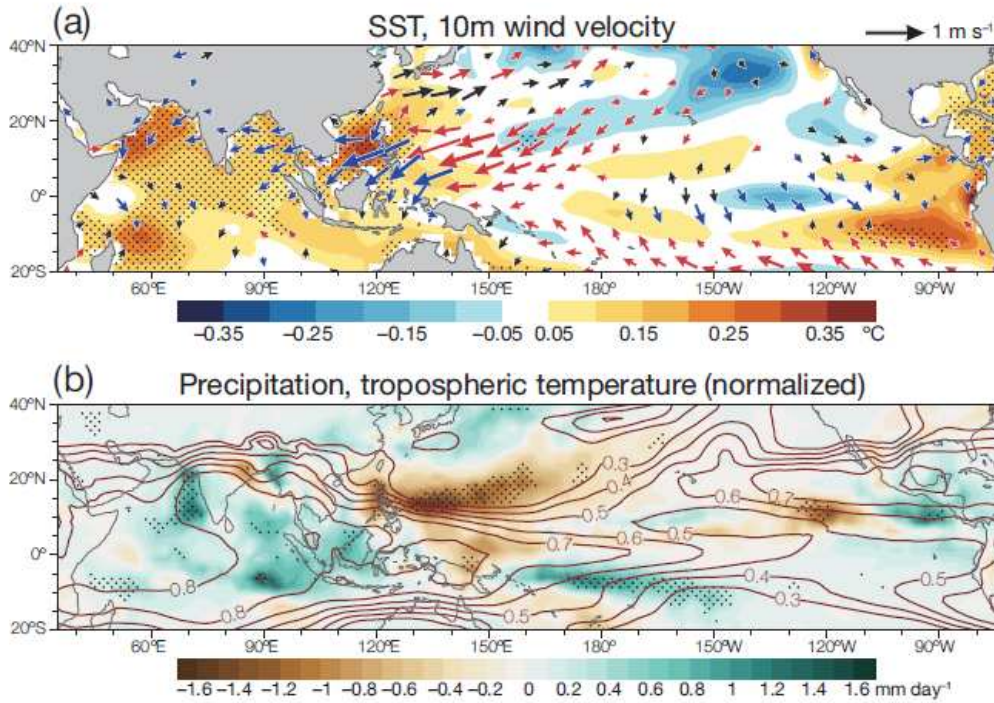 (a) SST, 10m wind velocity 1 m s⁻¹
40°N
20°N
0°
20°S
60°E 90°E 120°E 150°E 180° 150°W 120°W 90°W
−0.35 −0.25 −0.15 −0.05 0.05 0.15 0.25 0.35 °C
(b) Precipitation, tropospheric temperature (normalized)
40°N
0.3
0.4
20°N
0.6 0.7
0.5
0.7 0.6 0.5
0°
0.8 0.4 0.5
0.3
0.8 0.5
20°S
60°E 90°E 120°E 150°E 180° 150°W 120°W 90°W
−1.6 −1.4 −1.2 −1 −0.8 −0.6 −0.4 −0.2 0 0.2 0.4 0.6 0.8 1 1.2 1.4 1.6 mm day⁻¹